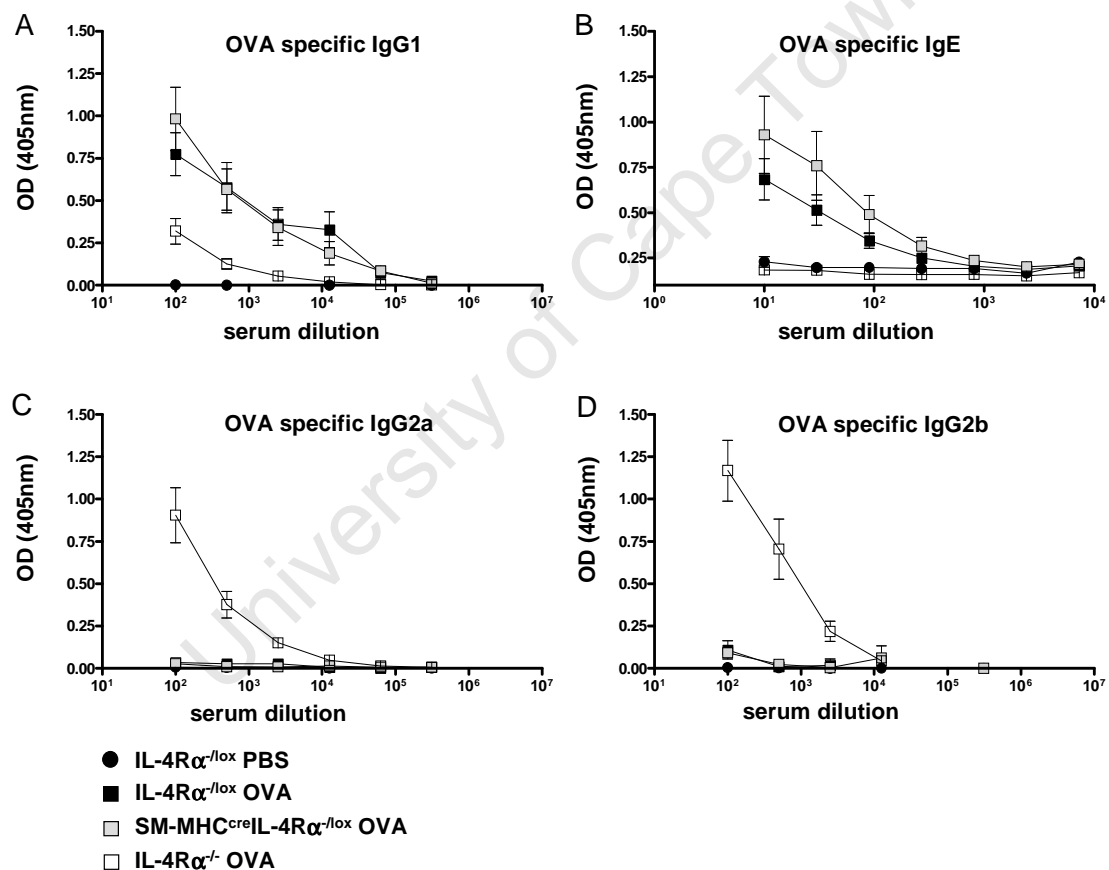 A
OVA specific IgG1
OD (405nm)
1.50
1.25
1.00
0.75
0.50
0.25
0.00
10¹ 10² 10³ 10⁴ 10⁵ 10⁶ 10⁷
serum dilution
B
OVA specific IgE
OD (405nm)
1.50
1.25
1.00
0.75
0.50
0.25
10⁰ 10¹ 10² 10³ 10⁴
serum dilution
C
OVA specific IgG2a
OD (405nm)
1.50
1.25
1.00
0.75
0.50
0.25
0.00
10¹ 10² 10³ 10⁴ 10⁵ 10⁶ 10⁷
serum dilution
D
OVA specific IgG2b
OD (405nm)
1.50
1.25
1.00
0.75
0.50
0.25
0.00
10¹ 10² 10³ 10⁴ 10⁵ 10⁶ 10⁷
serum dilution
IL-4Rα⁻/ˡᵒˣ PBS
IL-4Rα⁻/ˡᵒˣ OVA
SM-MHCᶜʳᵉIL-4Rα⁻/ˡᵒˣ OVA
IL-4Rα⁻/⁻ OVA
University of Cape Town